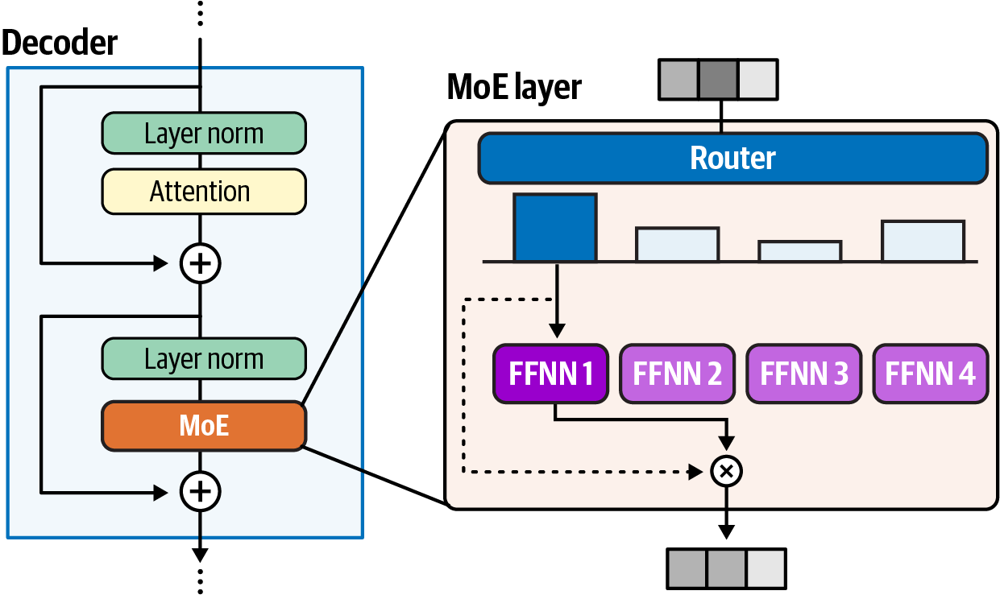 Decoder
Layer norm
Attention
Layer norm
MoE
MoE layer
Router
FFNN 1
FFNN 2
FFNN 3
FFNN 4